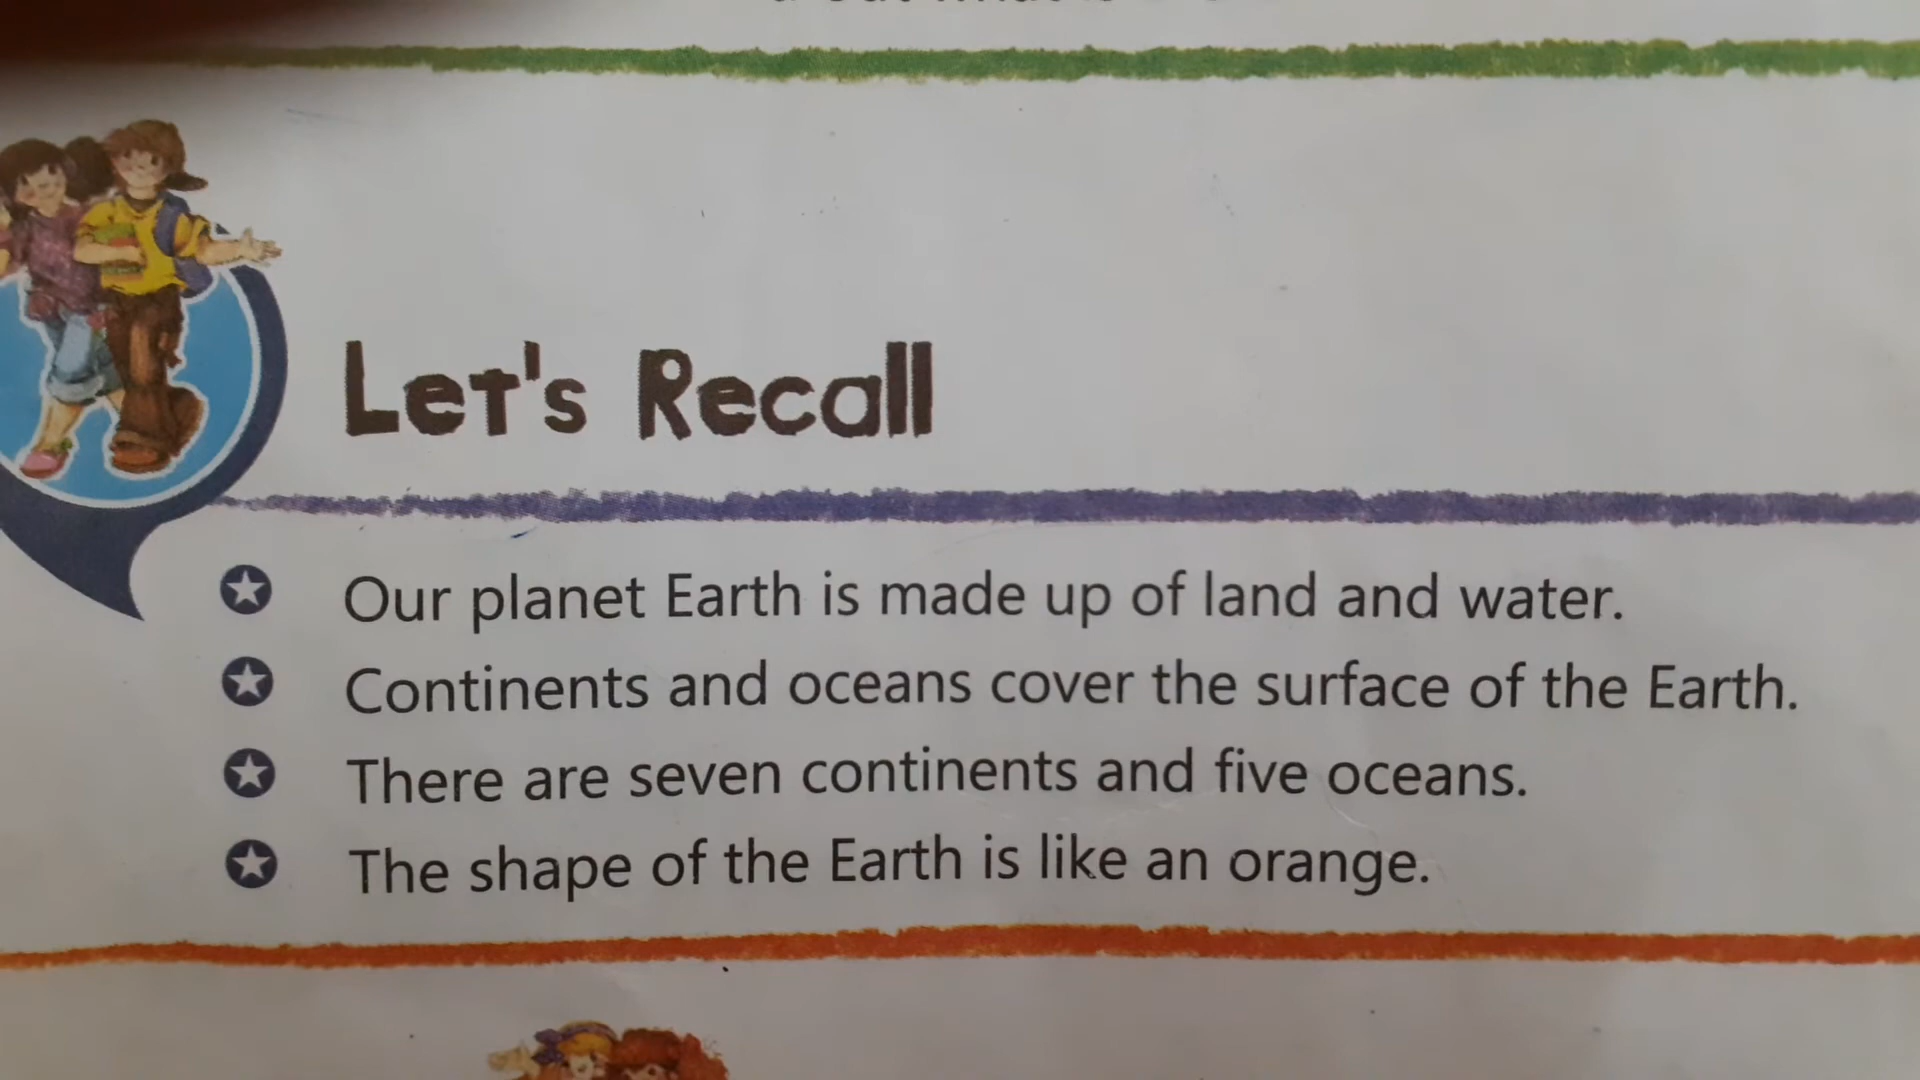 Let's Recall
Our planet Earth is made up of land and water.
Continents and oceans cover the surface of the Earth.
There are seven continents and five oceans.
The shape of the Earth is like an orange.